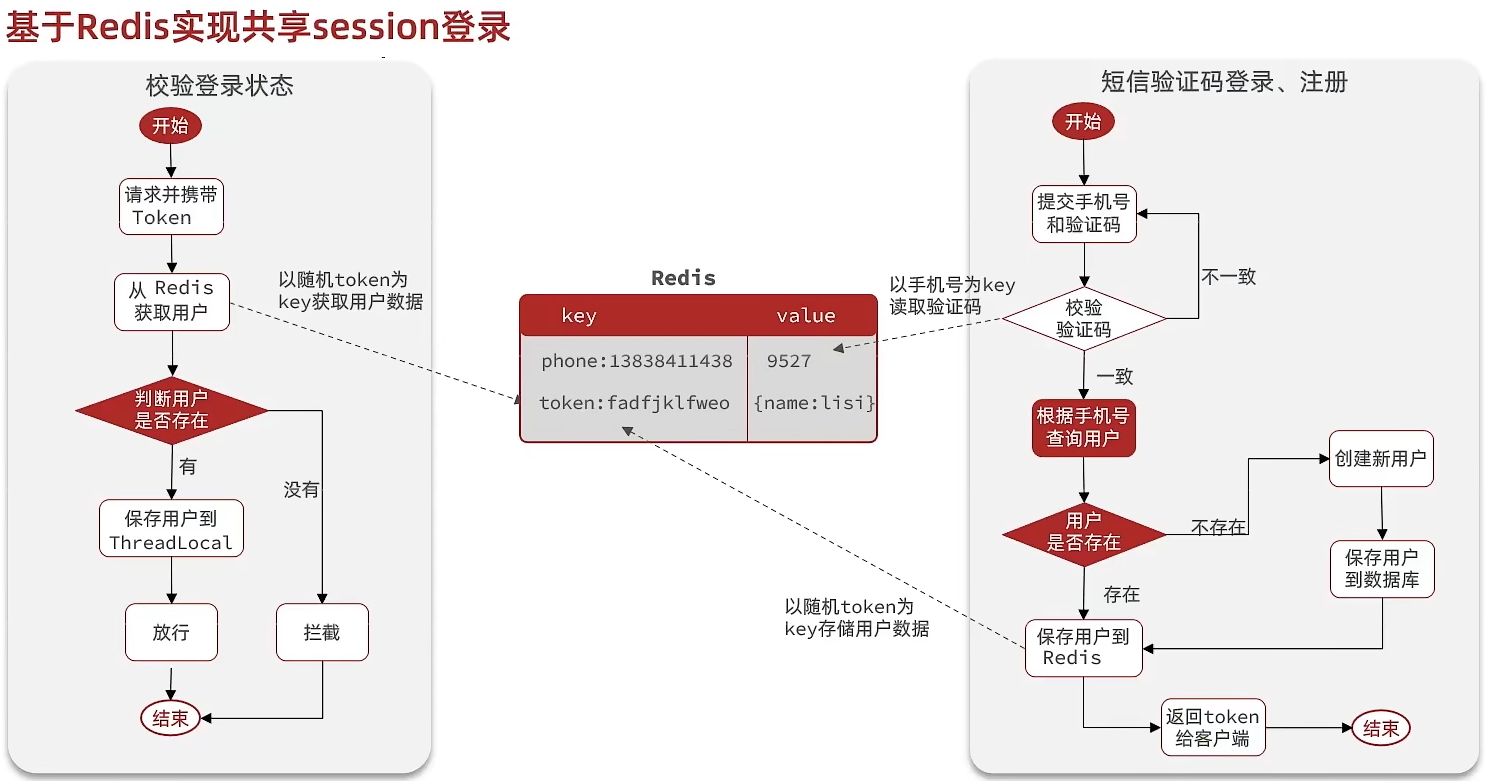 基于Redis实现共享session登录
校验登录状态
开始
请求并携带
Token
从 Redis
获取用户
以随机token为
key获取用户数据
判断用户
是否存在
有
没有
保存用户到
ThreadLocal
放行
拦截
结束
Redis
key
value
phone:13838411438
9527
token:fadfjklfweo
{name:lisi}
以手机号为key
读取验证码
以随机token为
key存储用户数据
短信验证码登录、注册
开始
提交手机号
和验证码
不一致
校验
验证码
一致
根据手机号
查询用户
用户
是否存在
不存在
创建新用户
保存用户
到数据库
存在
保存用户到
Redis
返回token
给客户端
结束